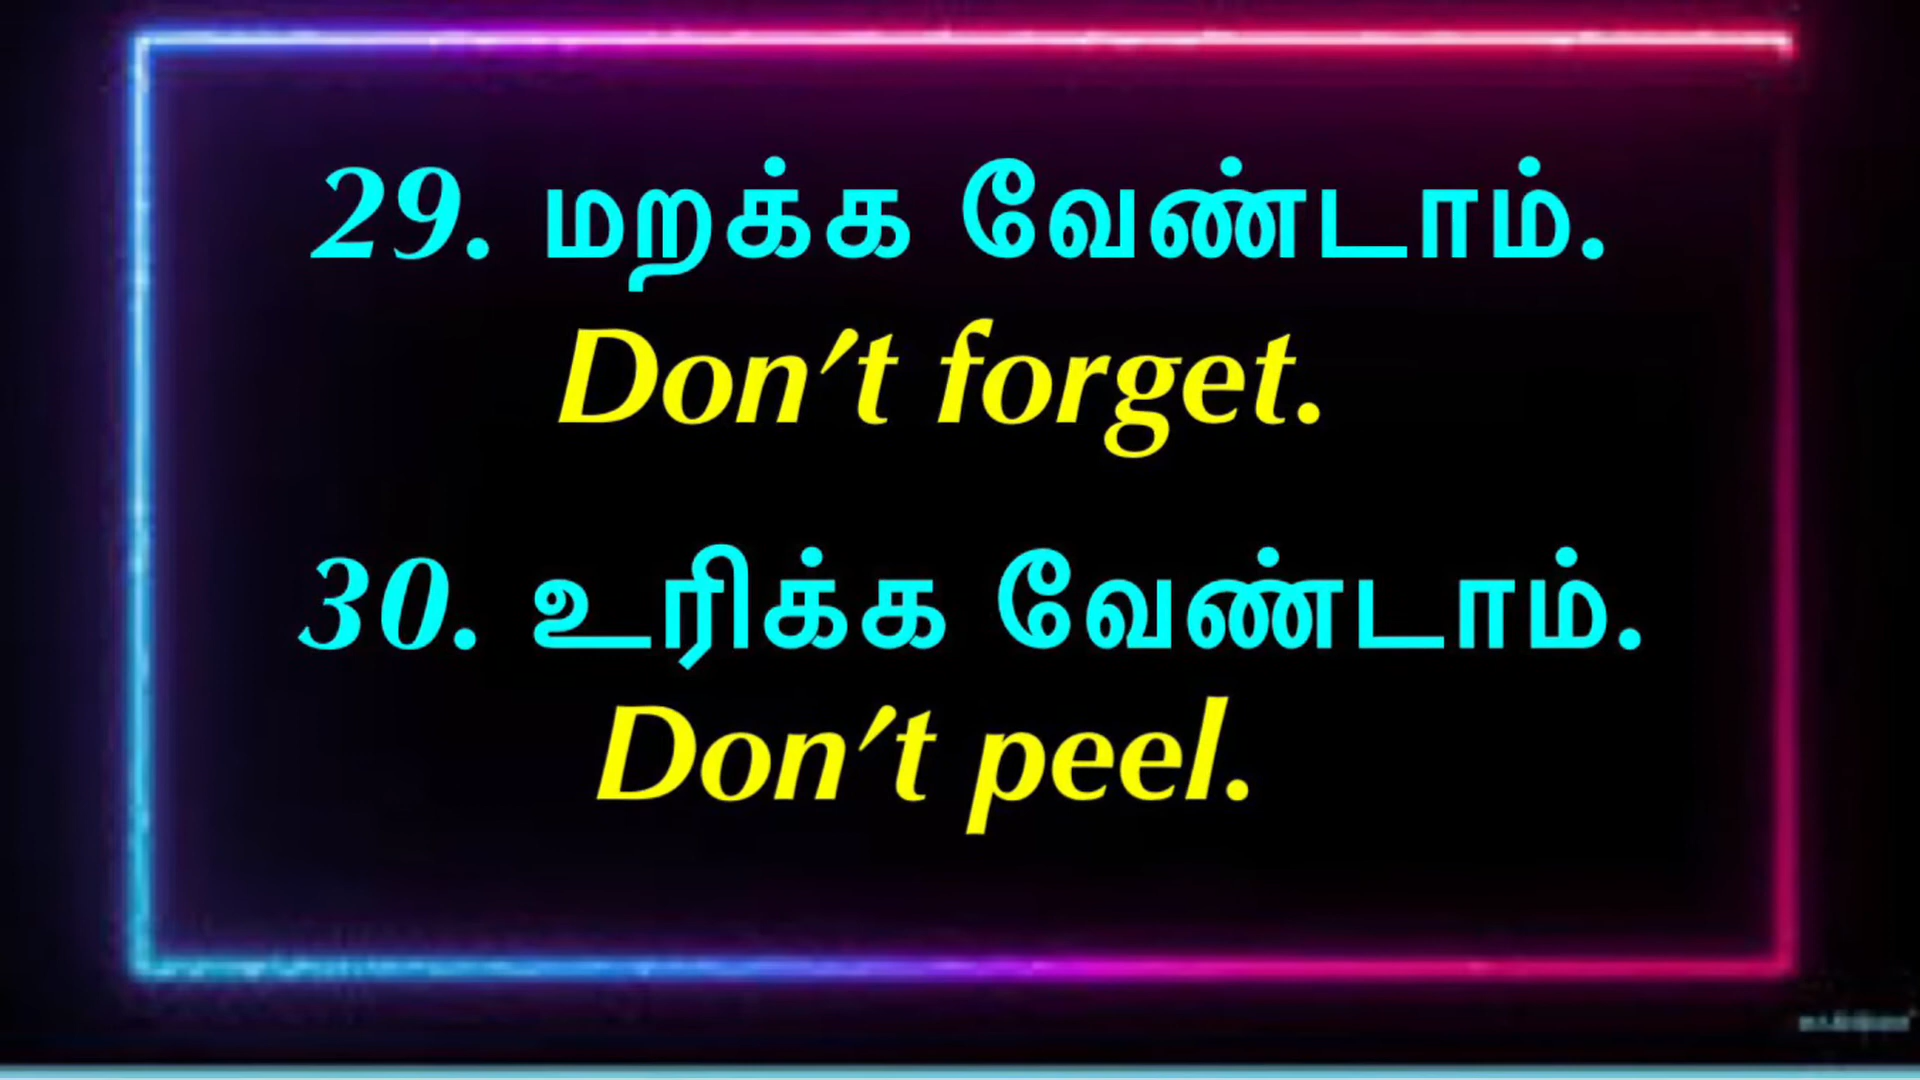 29. மறக்க வேண்டாம்.
Don't forget.
30. உரிக்க வேண்டாம்.
Don't peel.